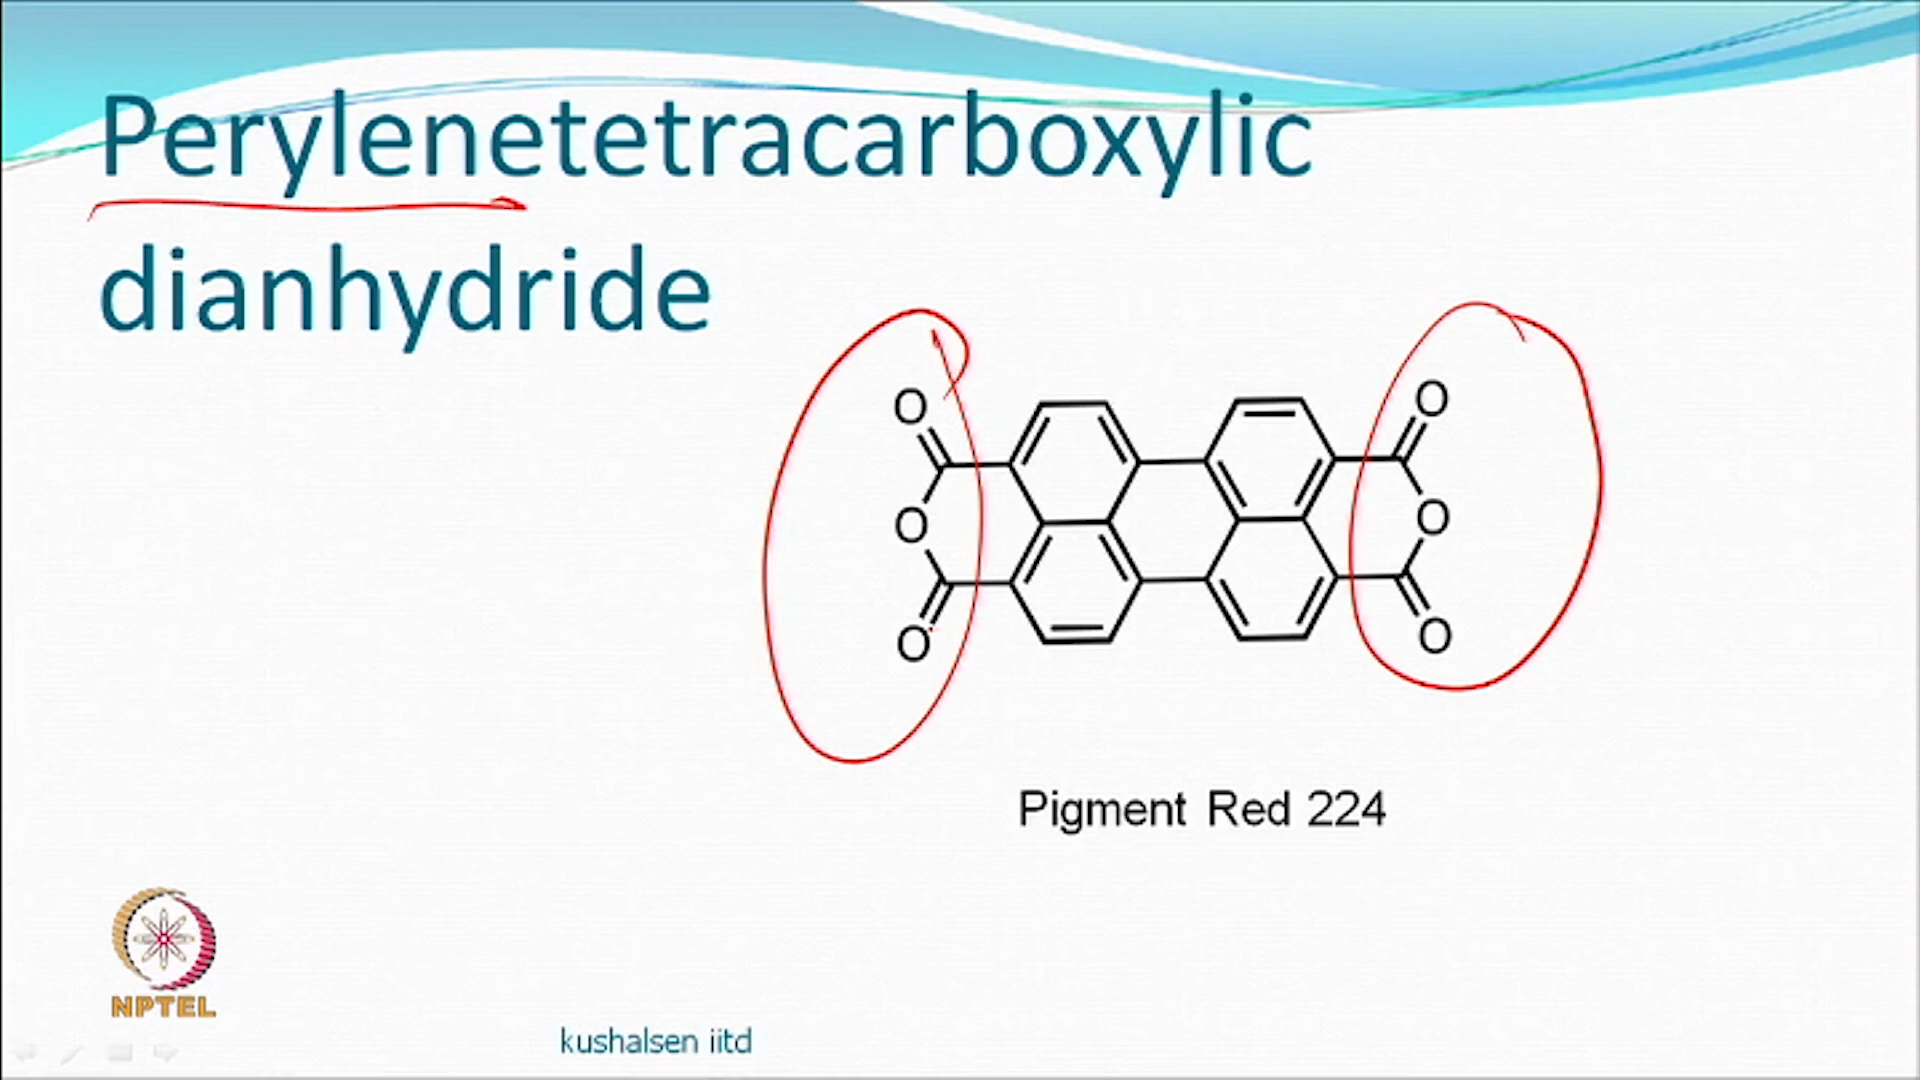 Perylenetetracarboxylic
dianhydride
O O
O O
O O
Pigment Red 224
NPTEL
kushalsen iitd